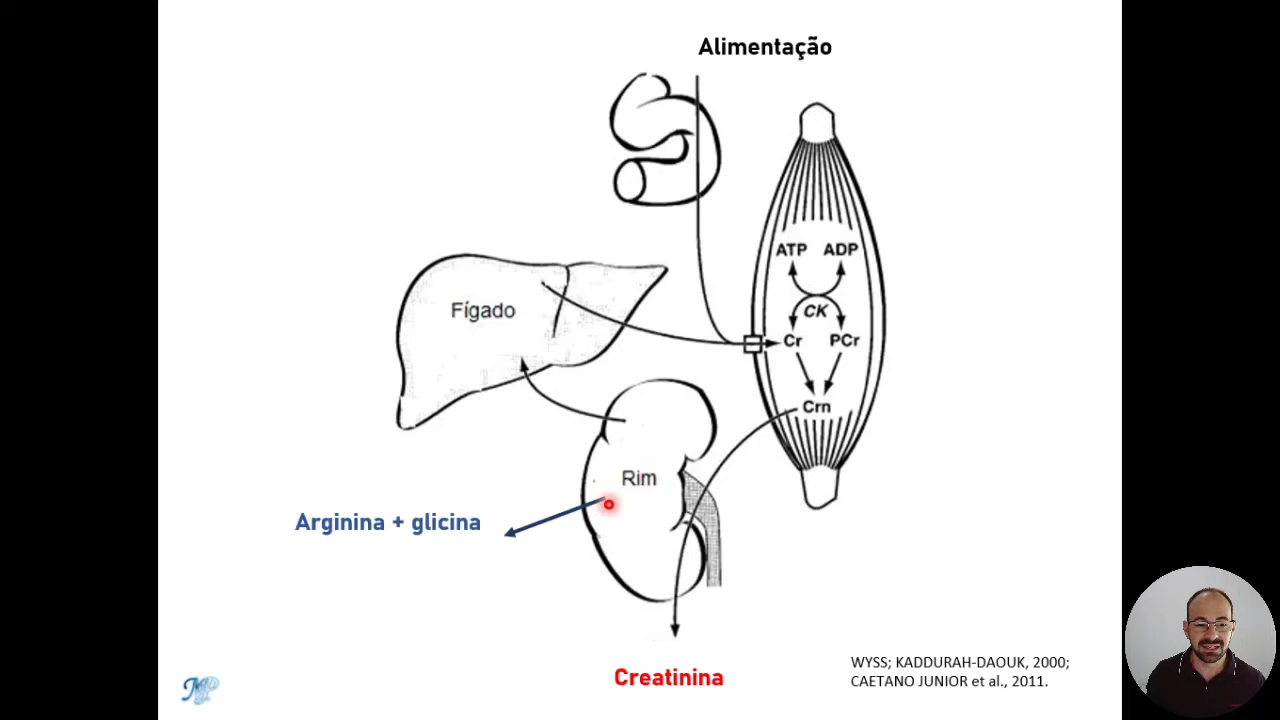 Alimentação
ATP ADP
CK
Cr PCr
Crn
Fígado
Rim
Arginina + glicina
Creatinina
WYSS; KADDURAH-DAOUK, 2000;
CAETANO JUNIOR et al., 2011.